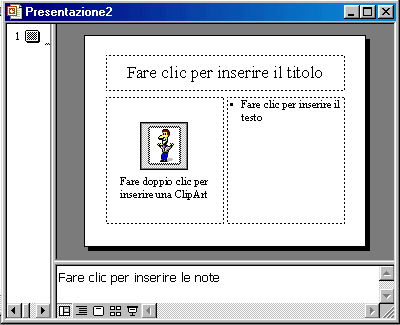 Presentazione2
1
Fare clic per inserire il titolo
Fare doppio clic per
inserire una ClipArt
• Fare clic per inserire il
testo
Fare clic per inserire le note